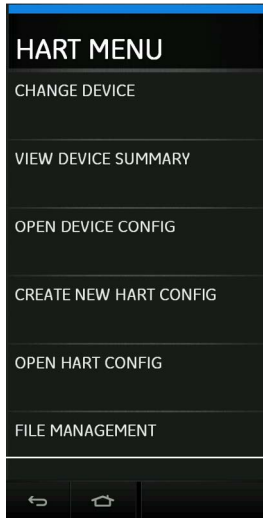 HART MENU
CHANGE DEVICE
VIEW DEVICE SUMMARY
OPEN DEVICE CONFIG
CREATE NEW HART CONFIG
OPEN HART CONFIG
FILE MANAGEMENT